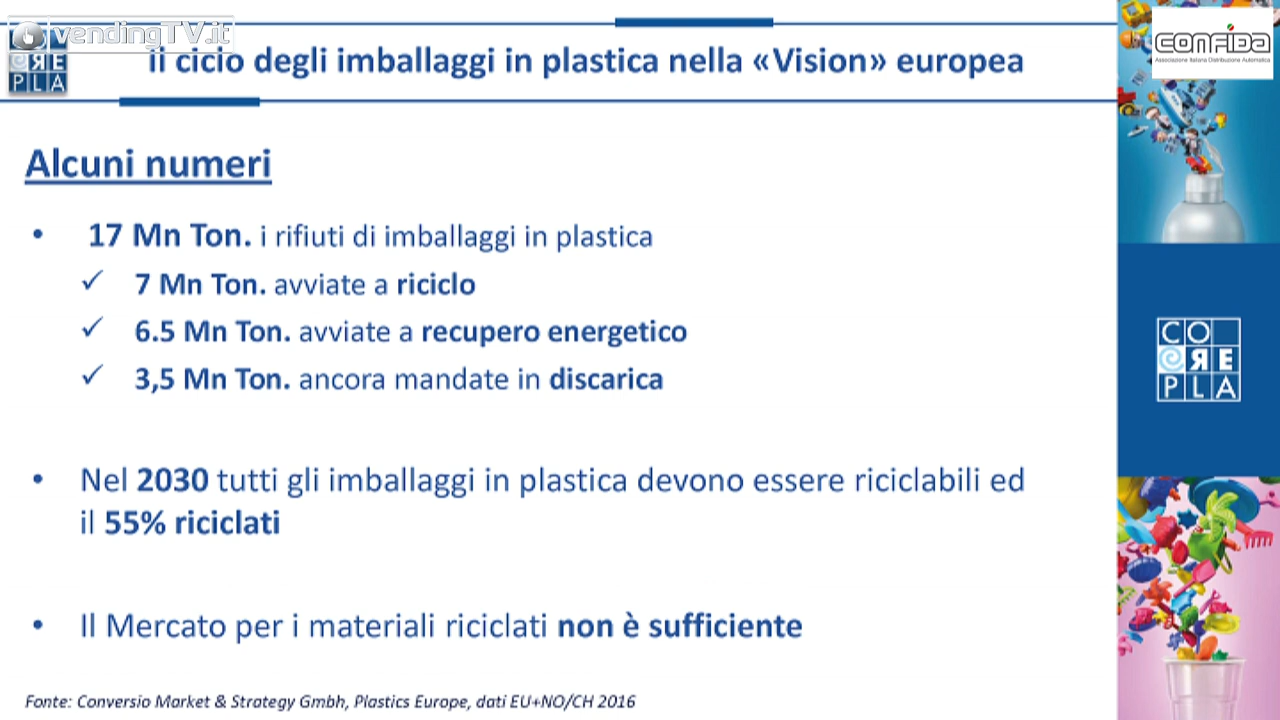 vendingTV.it
CO
RE
PLA
il ciclo degli imballaggi in plastica nella «Vision» europea
CONFIDA
Associazione Italiana Distribuzione Automatica
Alcuni numeri
• 17 Mn Ton. i rifiuti di imballaggi in plastica
✓ 7 Mn Ton. avviate a riciclo
✓ 6.5 Mn Ton. avviate a recupero energetico
✓ 3,5 Mn Ton. ancora mandate in discarica
• Nel 2030 tutti gli imballaggi in plastica devono essere riciclabili ed
il 55% riciclati
• Il Mercato per i materiali riciclati non è sufficiente
CO
RE
PLA
Fonte: Conversio Market & Strategy Gmbh, Plastics Europe, dati EU+NO/CH 2016